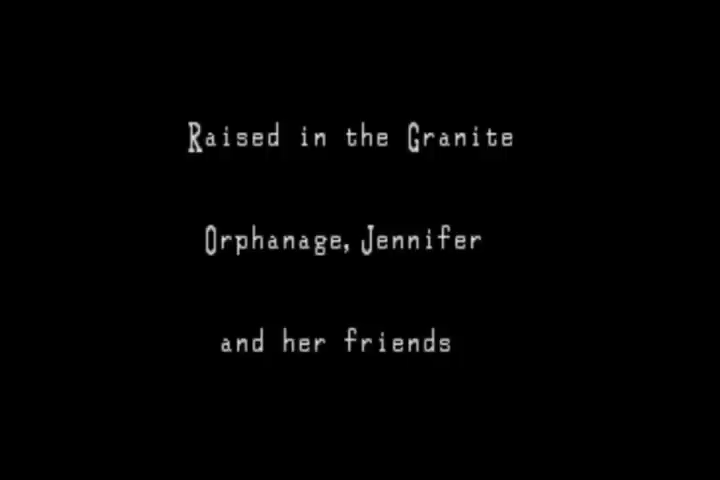 Raised in the Granite
Orphanage, Jennifer
and her friends